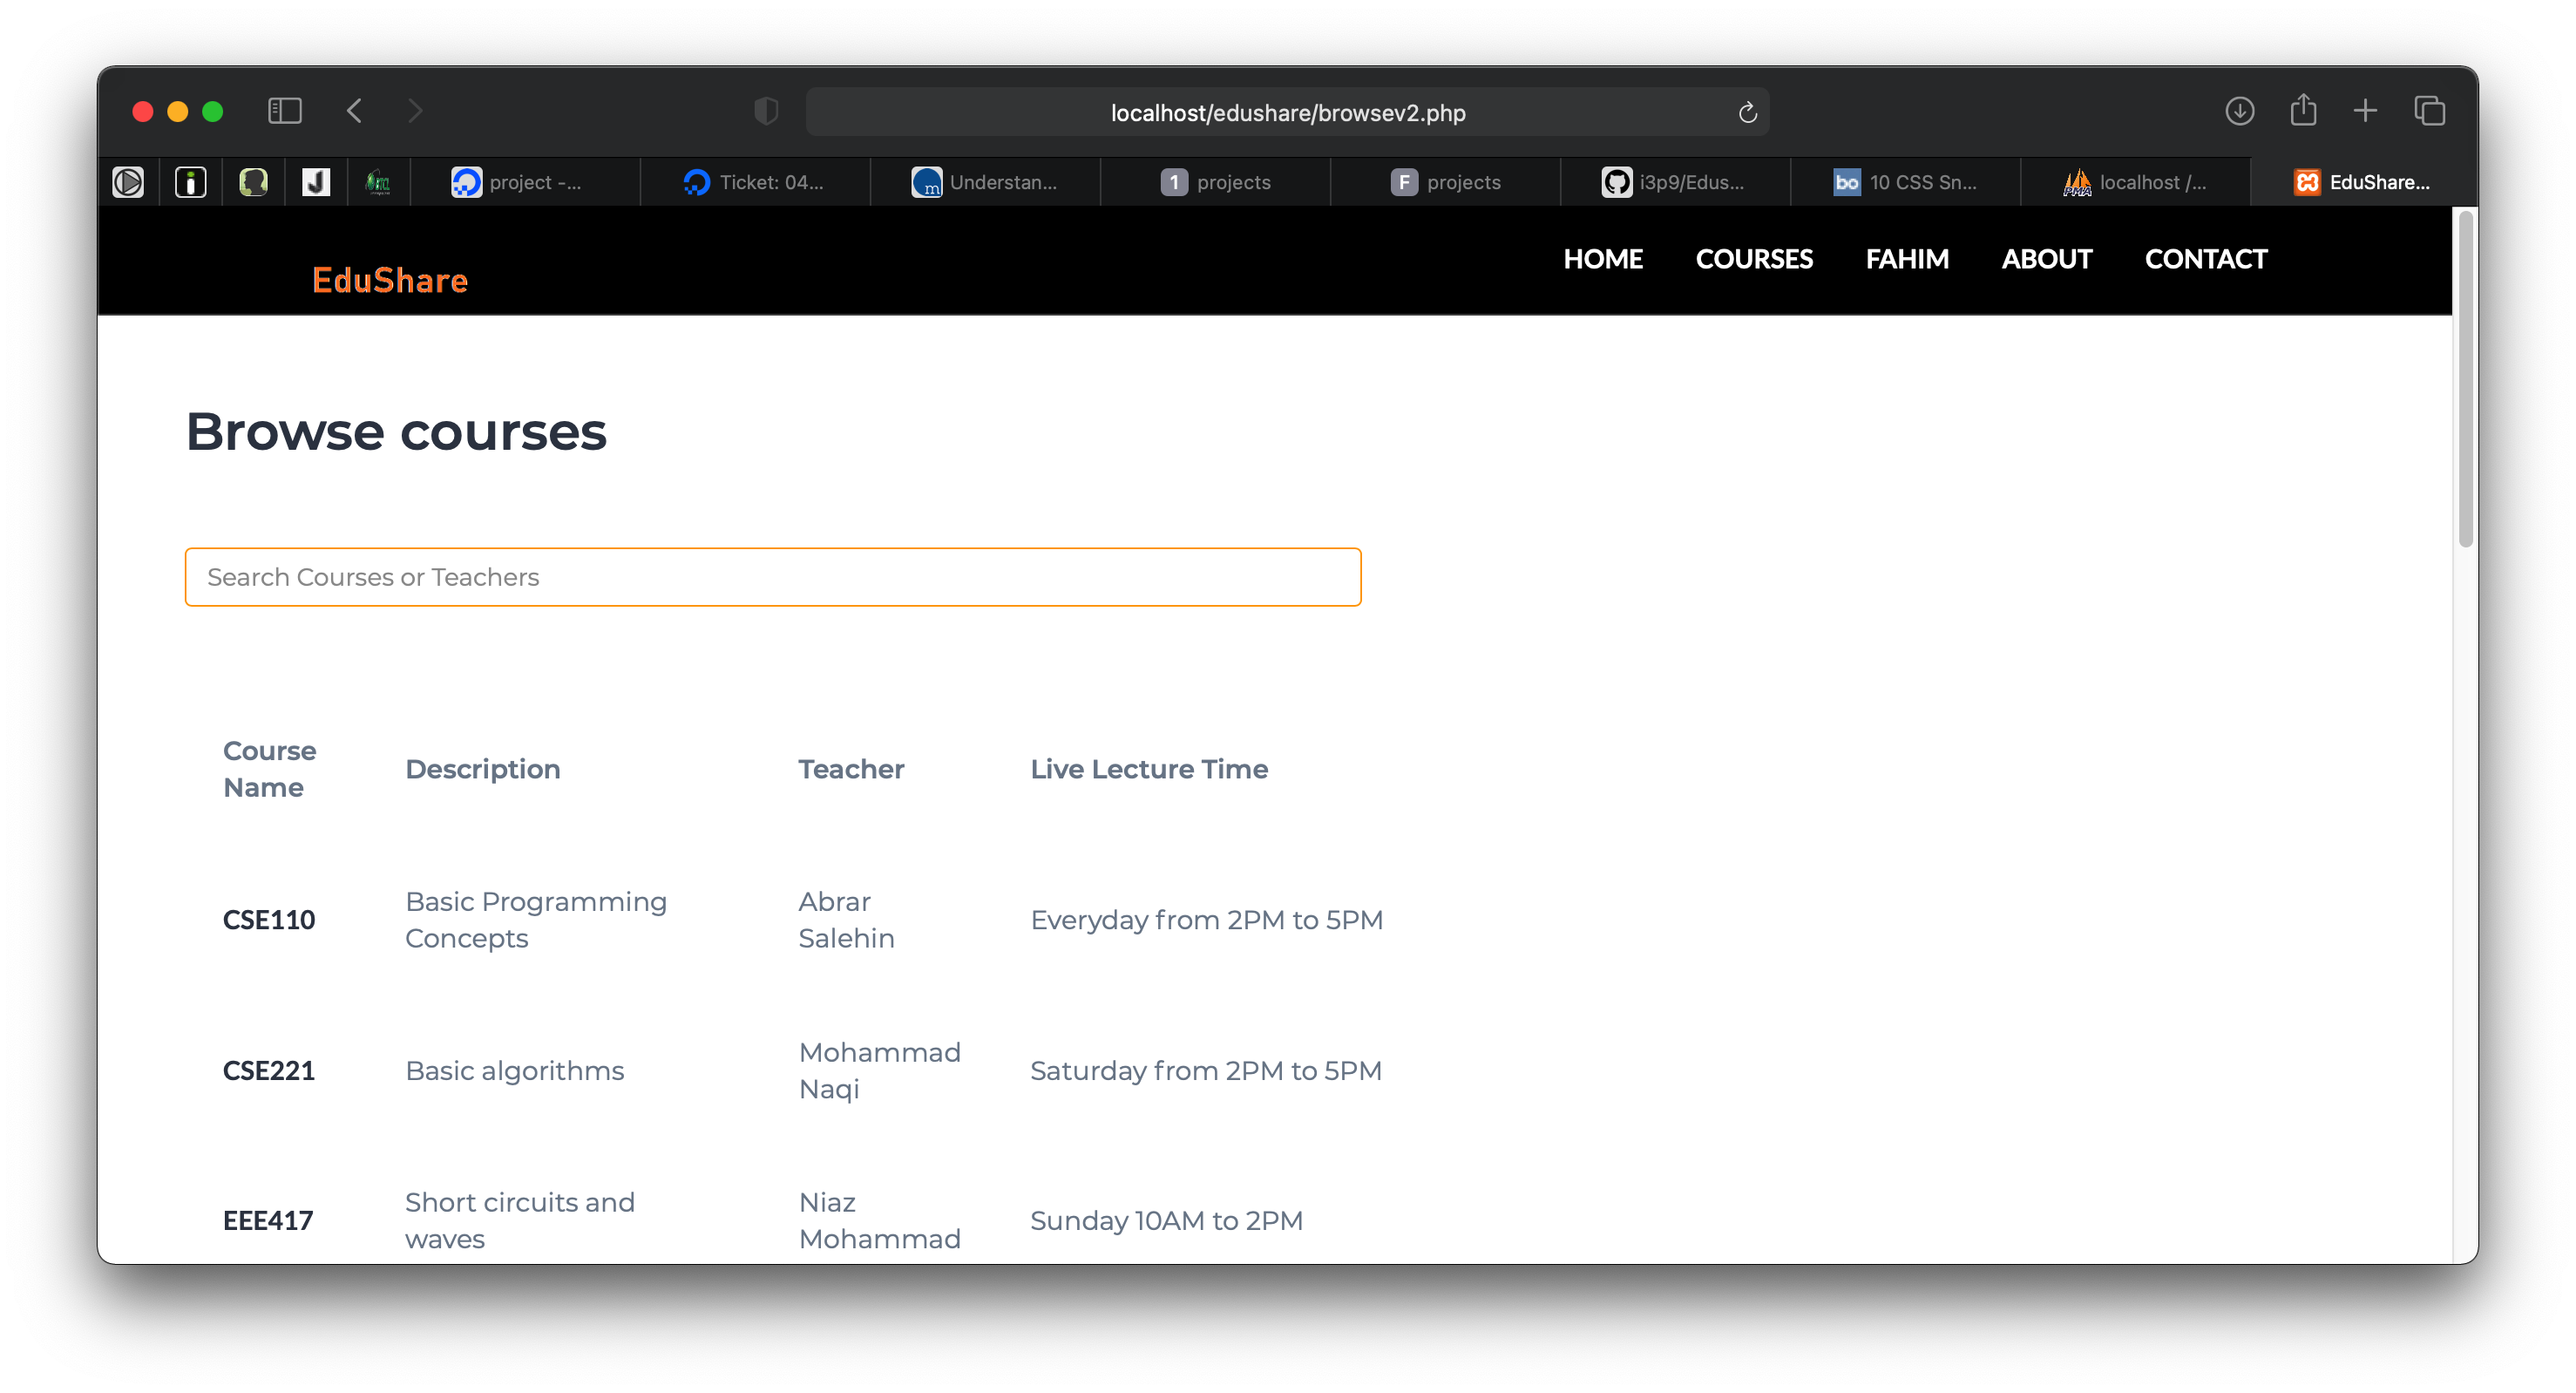 localhost/edushare/browsev2.php
project -...
Ticket: 04...
m
Understan...
1
projects
F
projects
i3p9/Edus...
bo
10 CSS Sn...
PMA
localhost /...
EduShare...
EduShare
HOME
COURSES
FAHIM
ABOUT
CONTACT
Browse courses
Search Courses or Teachers
Course
Name
Description
Teacher
Live Lecture Time
CSE110
Basic Programming
Concepts
Abrar
Salehin
Everyday from 2PM to 5PM
CSE221
Basic algorithms
Mohammad
Naqi
Saturday from 2PM to 5PM
EEE417
Short circuits and
waves
Niaz
Mohammad
Sunday 10AM to 2PM